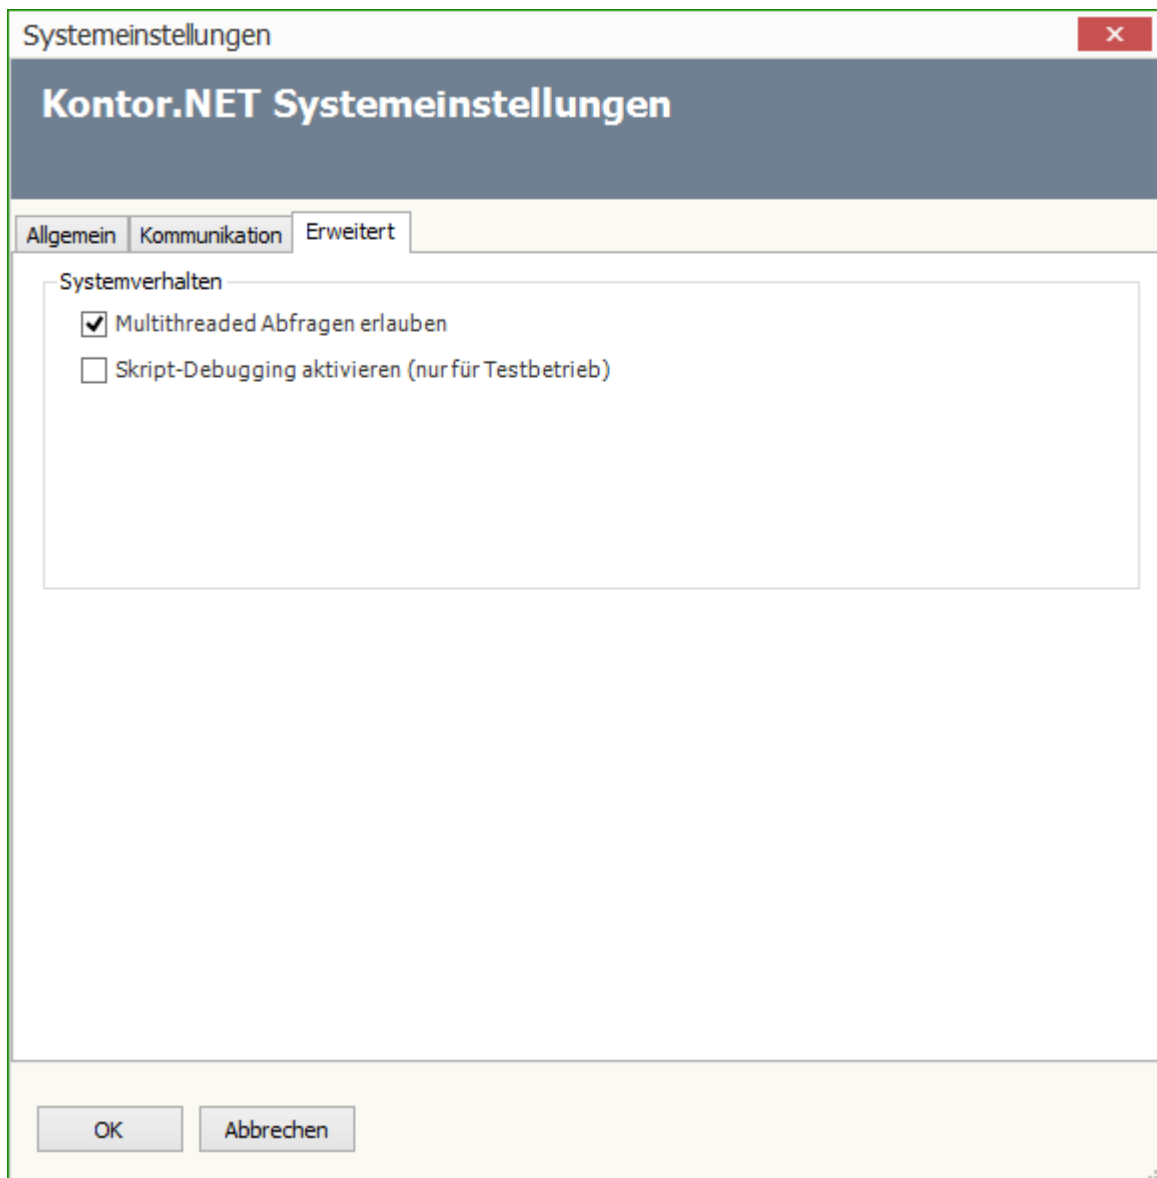 Systemeinstellungen
Kontor.NET Systemeinstellungen
Allgemein Kommunikation Erweitert
Systemverhalten
Multithreaded Abfragen erlauben
Skript-Debugging aktivieren (nur für Testbetrieb)
OK Abbrechen